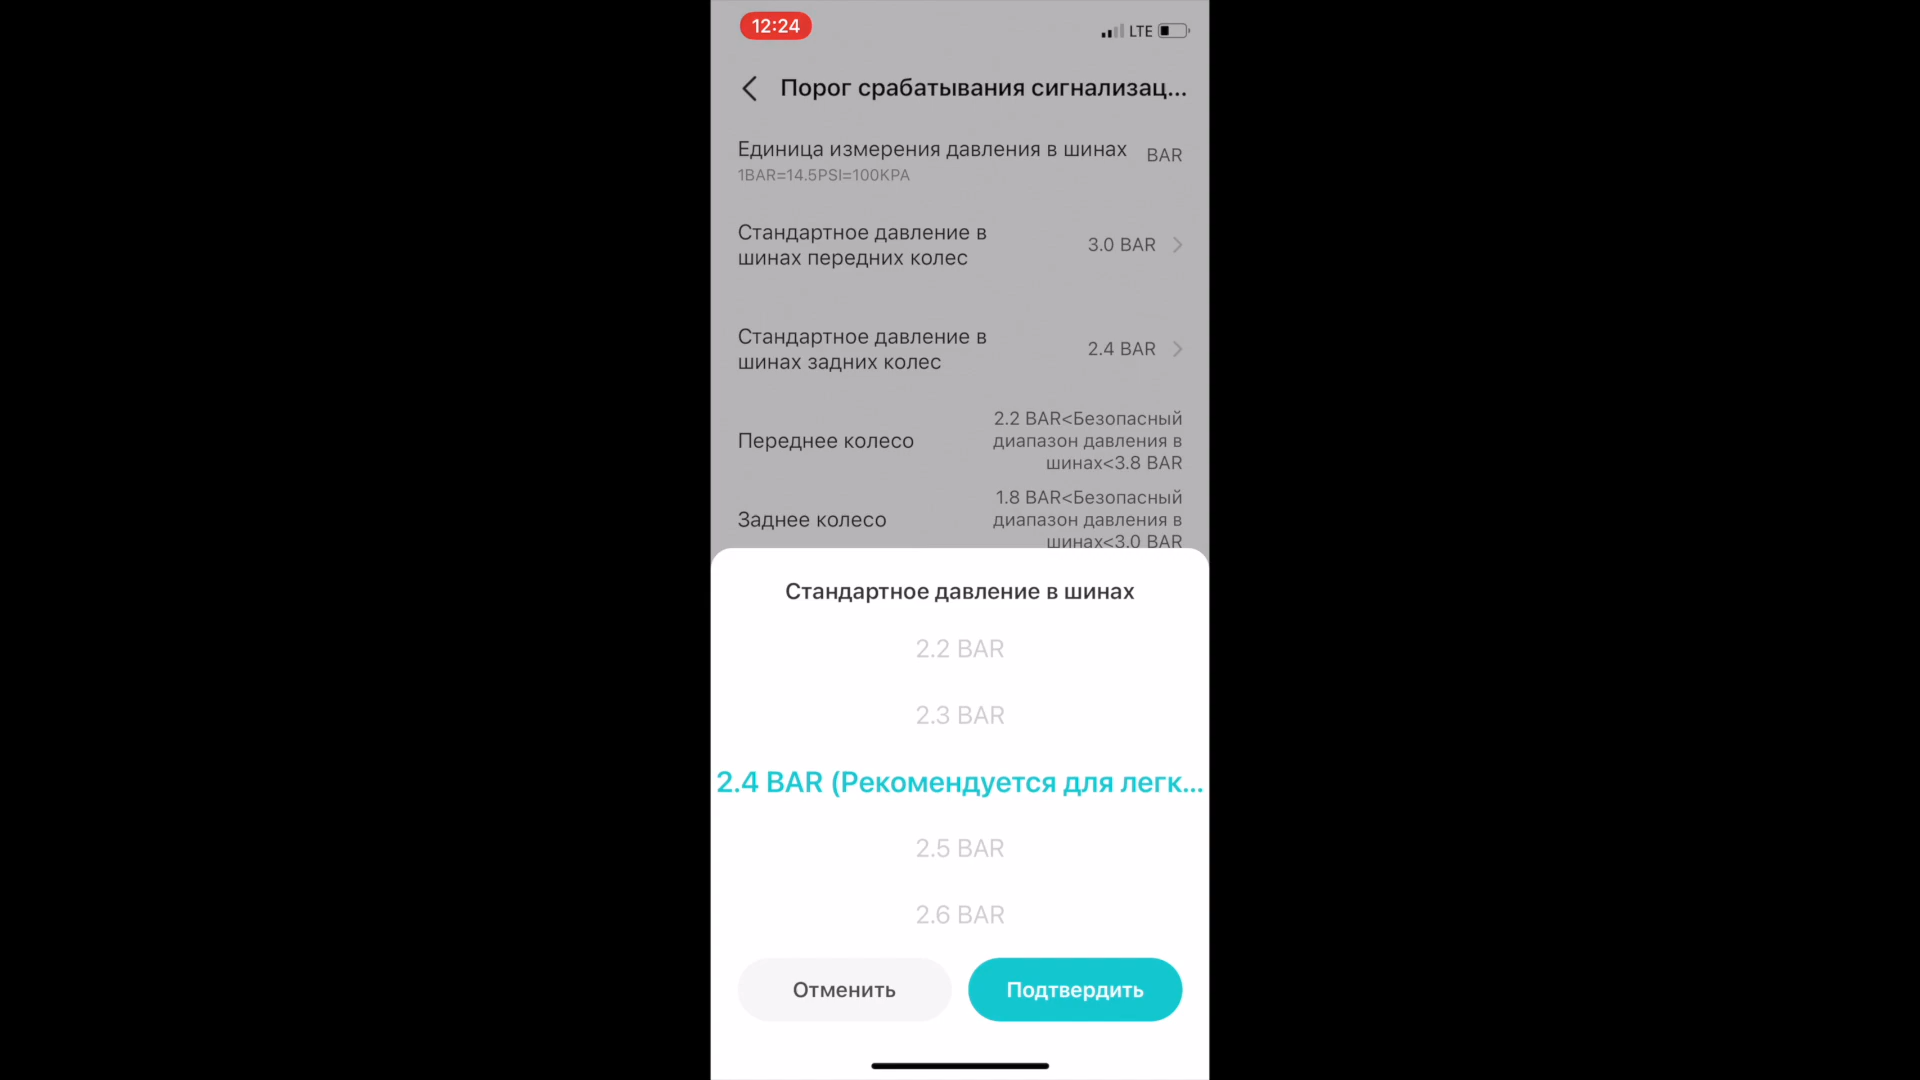 12:24
LTE
Порог срабатывания сигнализац...
Единица измерения давления в шинах
BAR
1BAR=14.5PSI=100KPA
Стандартное давление в
шинах передних колес
3.0 BAR
Стандартное давление в
шинах задних колес
2.4 BAR
Переднее колесо
2.2 BAR<Безопасный
диапазон давления в
шинах<3.8 BAR
Заднее колесо
1.8 BAR<Безопасный
диапазон давления в
шинах<3.0 BAR
Стандартное давление в шинах
2.2 BAR
2.3 BAR
2.4 BAR (Рекомендуется для легк...
2.5 BAR
2.6 BAR
Отменить
Подтвердить